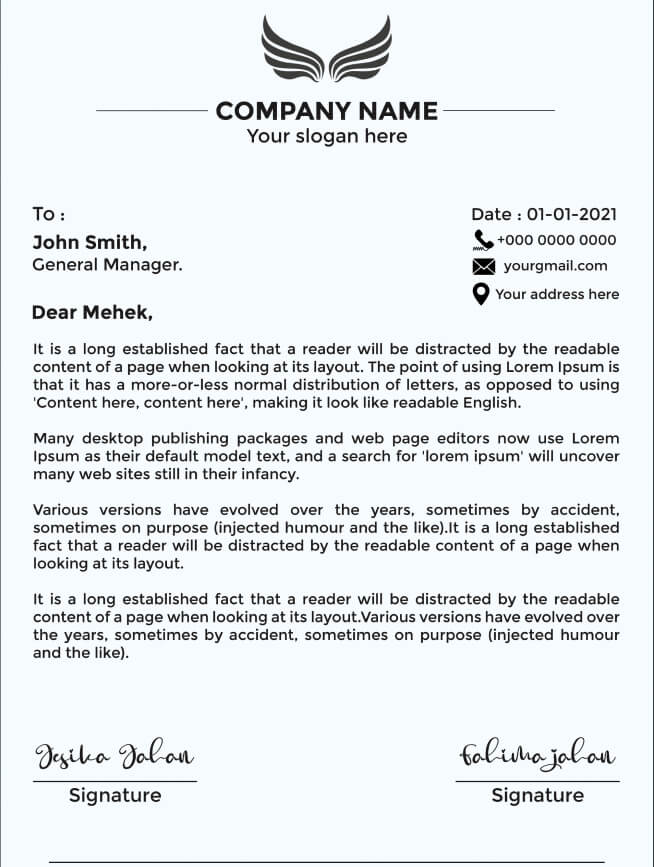 COMPANY NAME
Your slogan here
To :
John Smith,
General Manager.
Date : 01-01-2021
+000 0000 0000
yourgmail.com
Your address here
Dear Mehek,
It is a long established fact that a reader will be distracted by the readable
content of a page when looking at its layout. The point of using Lorem Ipsum is
that it has a more-or-less normal distribution of letters, as opposed to using
'Content here, content here', making it look like readable English.
Many desktop publishing packages and web page editors now use Lorem
Ipsum as their default model text, and a search for 'lorem ipsum' will uncover
many web sites still in their infancy.
Various versions have evolved over the years, sometimes by accident,
sometimes on purpose (injected humour and the like).It is a long established
fact that a reader will be distracted by the readable content of a page when
looking at its layout.
It is a long established fact that a reader will be distracted by the readable
content of a page when looking at its layout.Various versions have evolved over
the years, sometimes by accident, sometimes on purpose (injected humour
and the like).
Jesika Jahan
Signature
Falimajahan
Signature